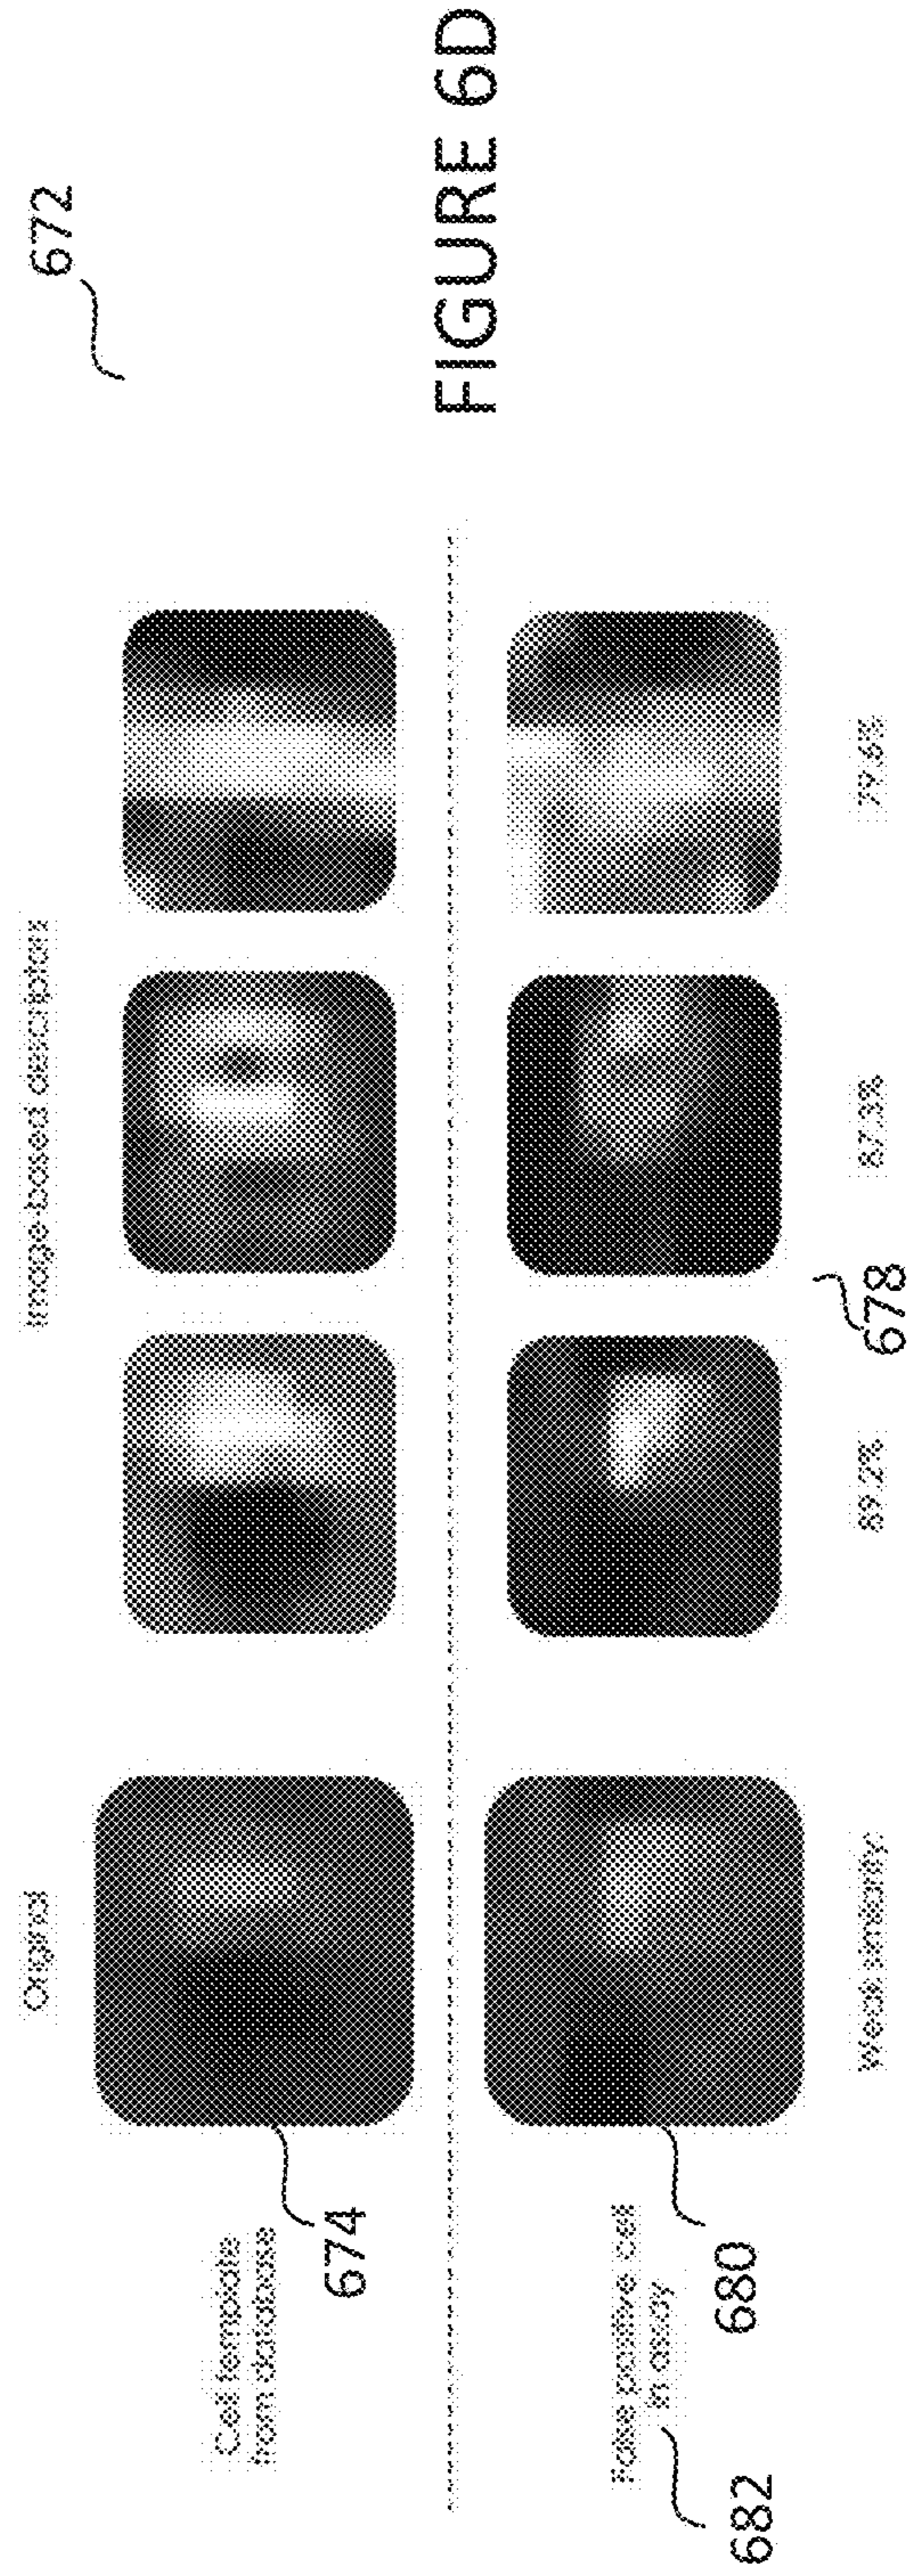 672
Original
Image-based descriptors
Cell template
from database
674
False positive cell
in assay
680
682
Weak similarity
89.2%
87.3%
79.6%
678
FIGURE 6D